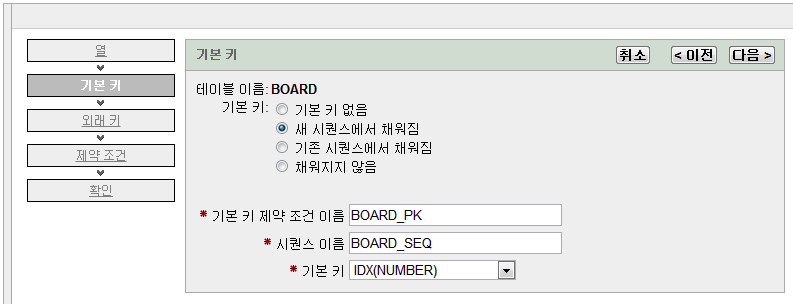 열
기본 키
외래 키
제약 조건
확인
기본 키
취소
< 이전
다음 >
테이블 이름: BOARD
기본 키:
기본 키 없음
새 시퀀스에서 채워짐
기존 시퀀스에서 채워짐
채워지지 않음
* 기본 키 제약 조건 이름 BOARD_PK
* 시퀀스 이름 BOARD_SEQ
* 기본 키 IDX(NUMBER)